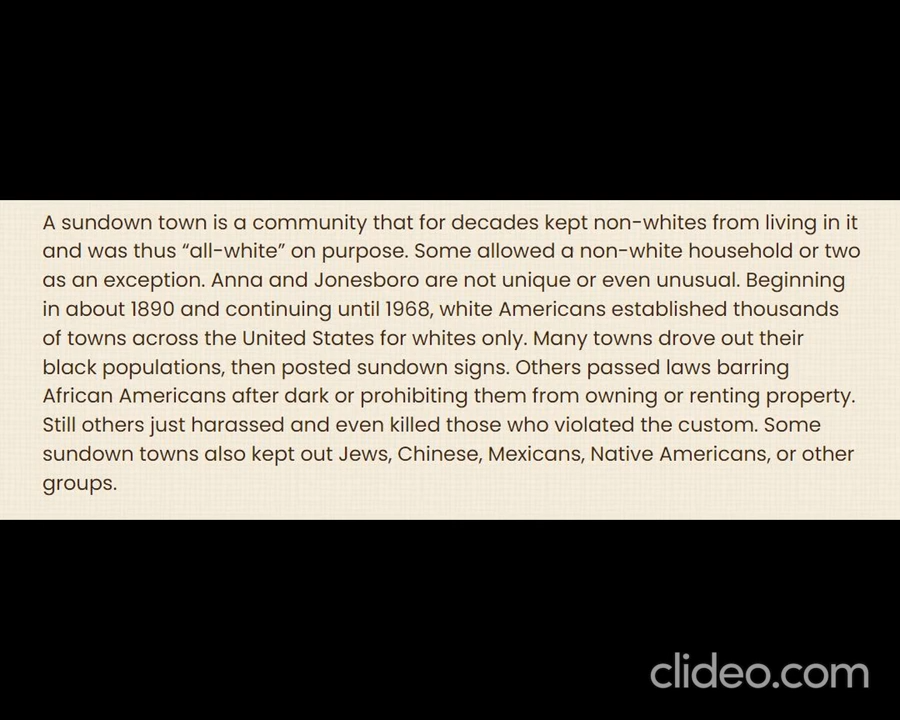 A sundown town is a community that for decades kept non-whites from living in it
and was thus “all-white” on purpose. Some allowed a non-white household or two
as an exception. Anna and Jonesboro are not unique or even unusual. Beginning
in about 1890 and continuing until 1968, white Americans established thousands
of towns across the United States for whites only. Many towns drove out their
black populations, then posted sundown signs. Others passed laws barring
African Americans after dark or prohibiting them from owning or renting property.
Still others just harassed and even killed those who violated the custom. Some
sundown towns also kept out Jews, Chinese, Mexicans, Native Americans, or other
groups.
clideo.com